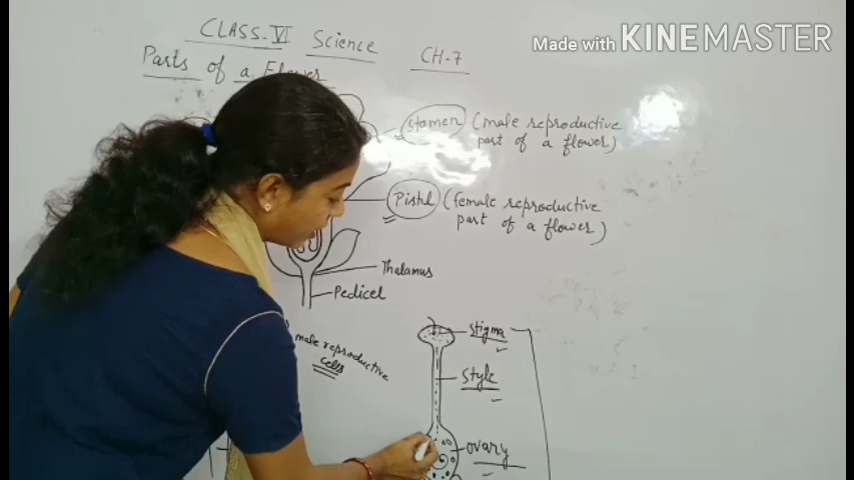 Made with KINEMASTER
CLASS-VI Science CH-7
Parts of a Flower
Stamen (male reproductive
part of a flower)
Pistil (female reproductive
part of a flower)
Thalamus
Pedicel
male reproductive
cells
stigma
style
ovary